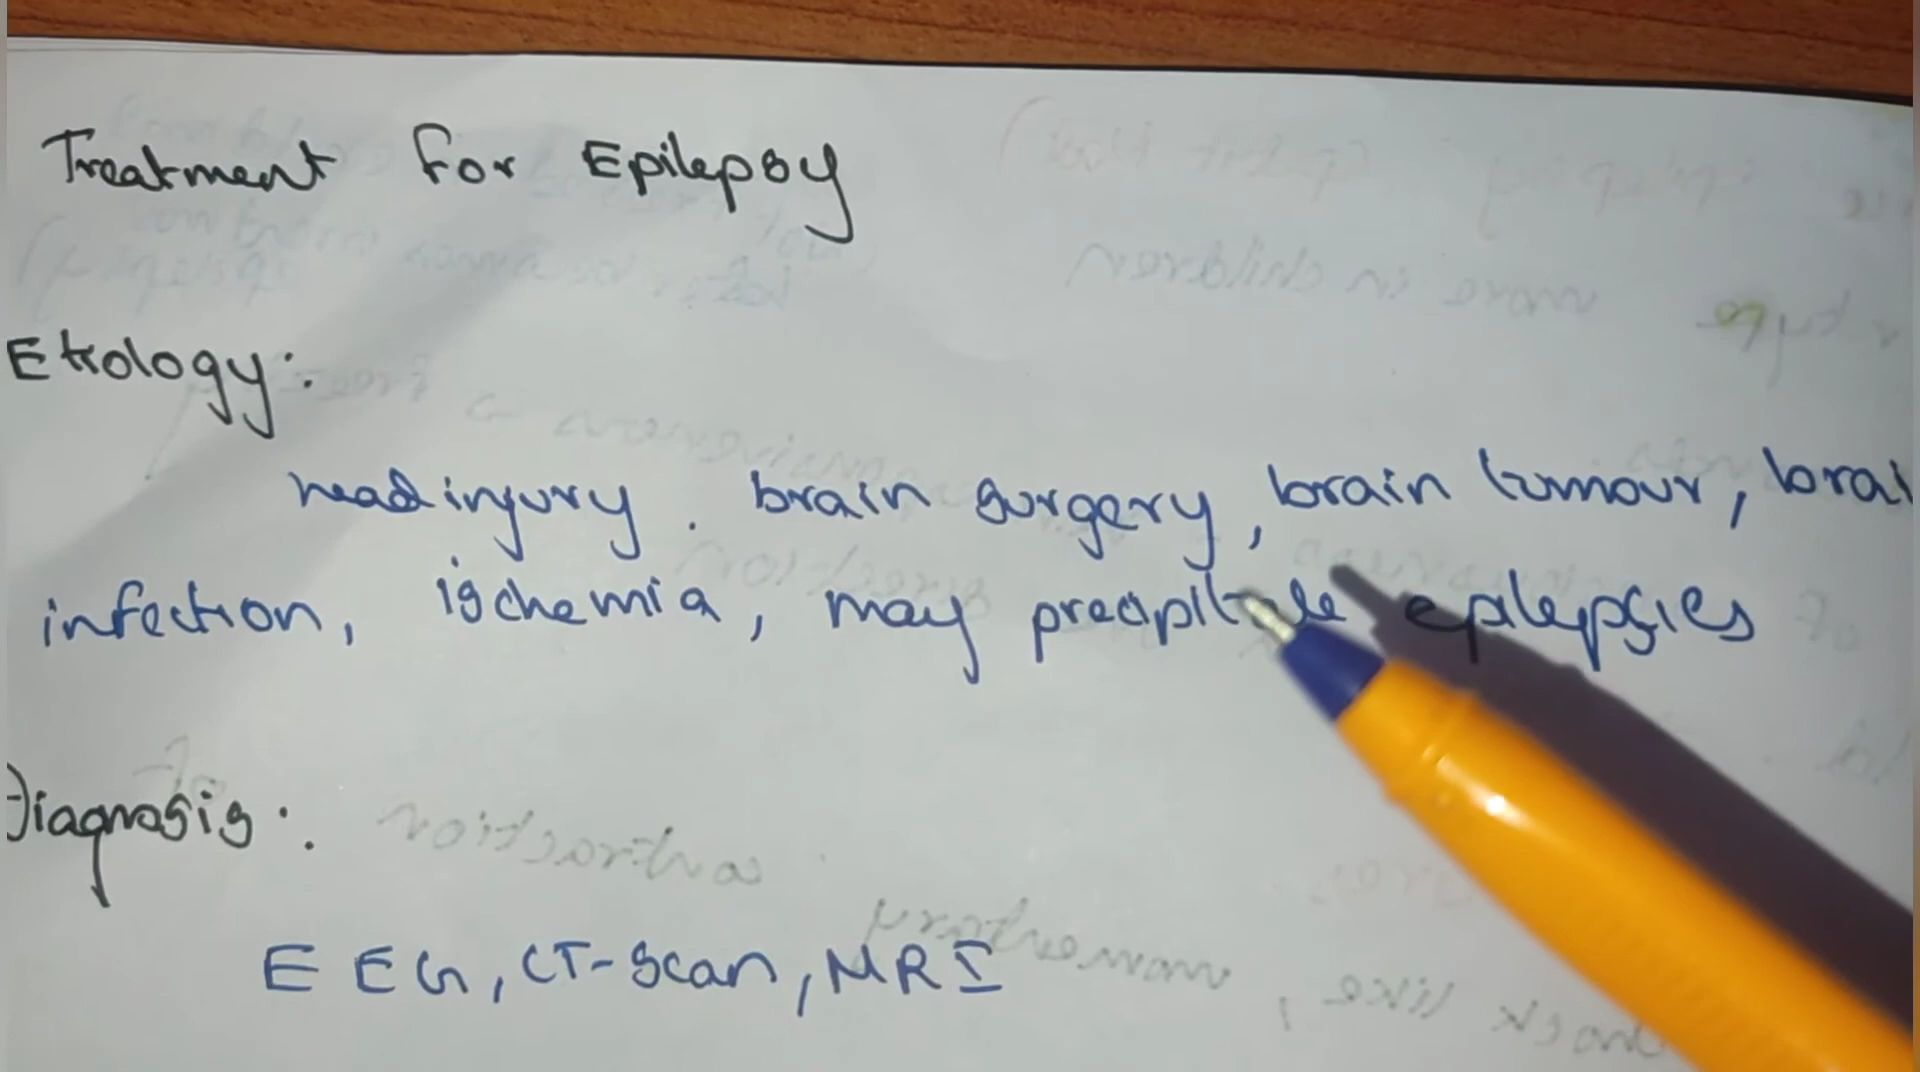 Treatment For Epilepsy
Etiology:
head injury. brain surgery, brain tumour, brai
infection, ischemia, may precipitate epilepsies
Diagnosis:
EEG, CT-Scan, MRI